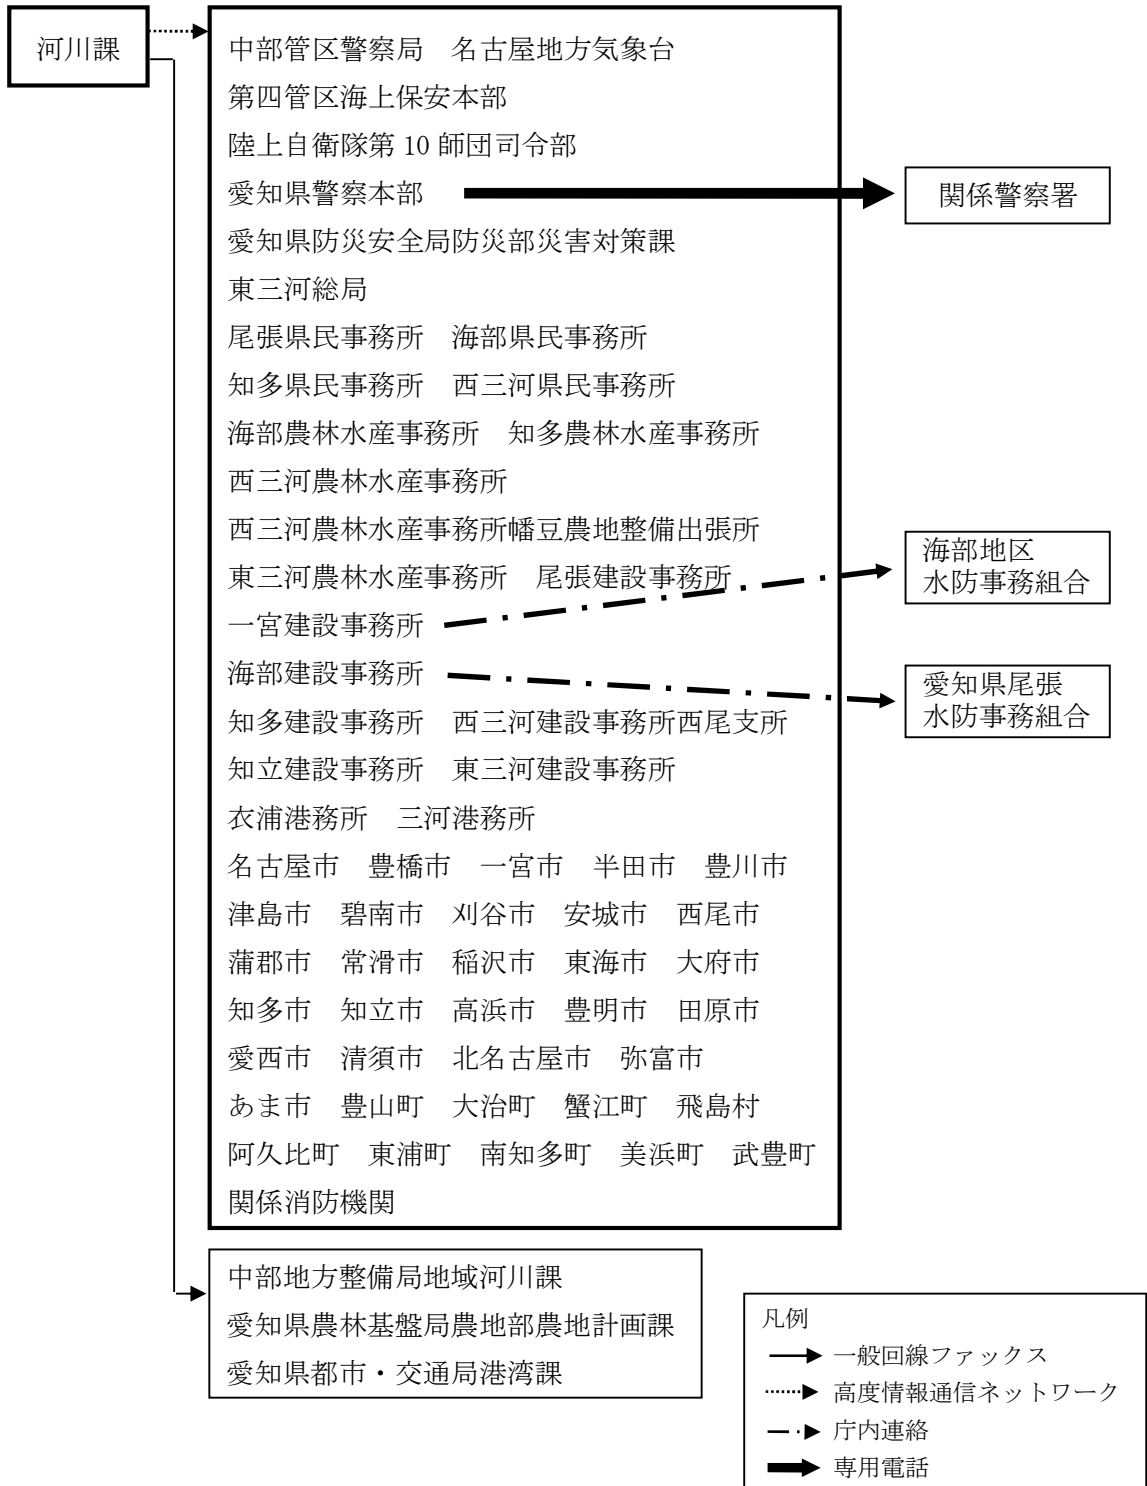 河川課
中部管区警察局　名古屋地方気象台
第四管区海上保安本部
陸上自衛隊第 10 師団司令部
愛知県警察本部
関係警察署
愛知県防災安全局防災部災害対策課
東三河総局
尾張県民事務所　海部県民事務所
知多県民事務所　西三河県民事務所
海部農林水産事務所　知多農林水産事務所
西三河農林水産事務所
西三河農林水産事務所幡豆農地整備出張所
東三河農林水産事務所　尾張建設事務所
一宮建設事務所
海部地区
水防事務組合
海部建設事務所
愛知県尾張
水防事務組合
知多建設事務所　西三河建設事務所西尾支所
知立建設事務所　東三河建設事務所
衣浦港務所　三河港務所
名古屋市　豊橋市　一宮市　半田市　豊川市
津島市　碧南市　刈谷市　安城市　西尾市
蒲郡市　常滑市　稲沢市　東海市　大府市
知多市　知立市　高浜市　豊明市　田原市
愛西市　清須市　北名古屋市　弥富市
あま市　豊山町　大治町　蟹江町　飛島村
阿久比町　東浦町　南知多町　美浜町　武豊町
関係消防機関
中部地方整備局地域河川課
愛知県農林基盤局農地部農地計画課
愛知県都市・交通局港湾課
凡例
一般回線ファックス
高度情報通信ネットワーク
庁内連絡
専用電話